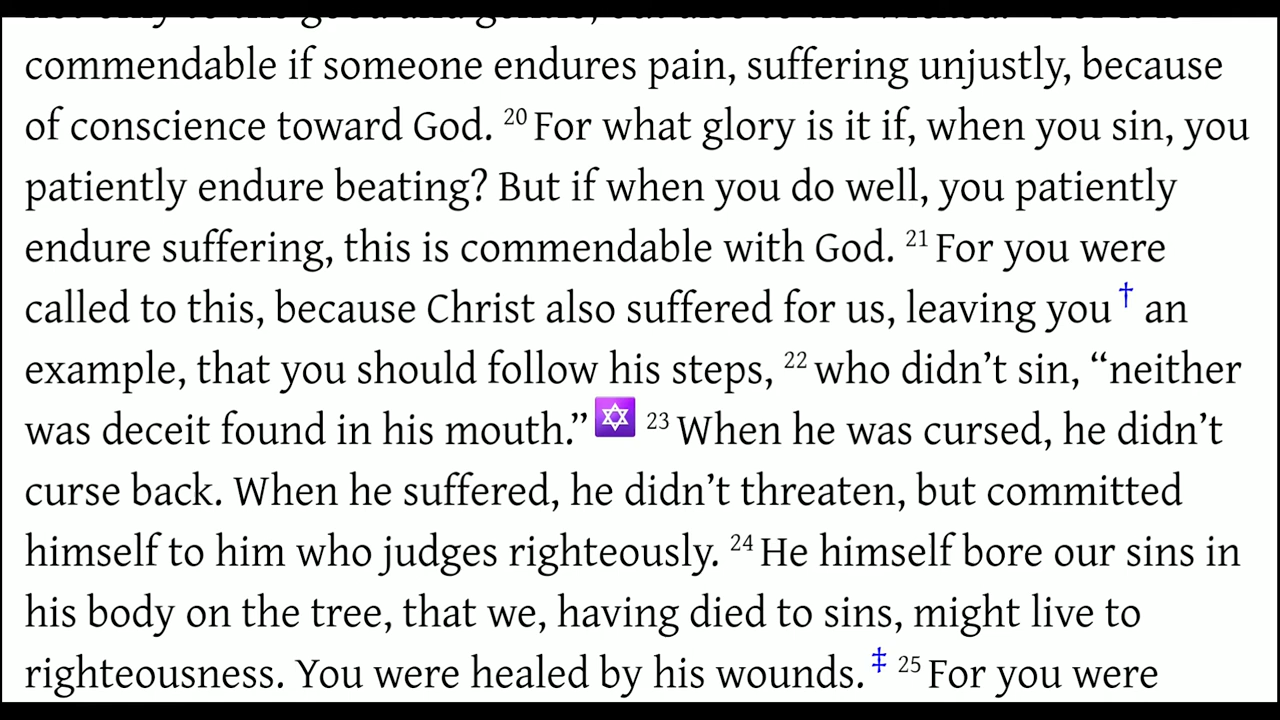 commendable if someone endures pain, suffering unjustly, because
of conscience toward God. 20 For what glory is it if, when you sin, you
patiently endure beating? But if when you do well, you patiently
endure suffering, this is commendable with God. 21 For you were
called to this, because Christ also suffered for us, leaving you† an
example, that you should follow his steps, 22 who didn’t sin, “neither
was deceit found in his mouth.”✡ 23 When he was cursed, he didn’t
curse back. When he suffered, he didn’t threaten, but committed
himself to him who judges righteously. 24 He himself bore our sins in
his body on the tree, that we, having died to sins, might live to
righteousness. You were healed by his wounds.‡ 25 For you were